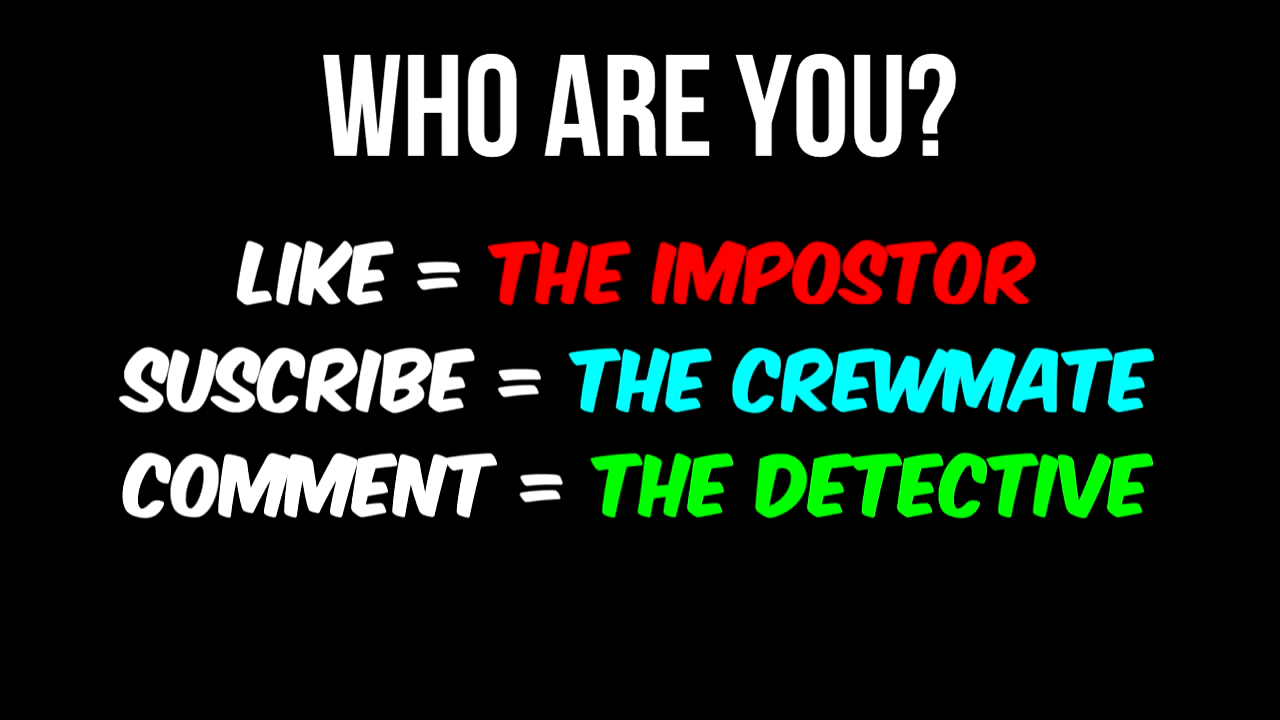 WHO ARE YOU?
LIKE = THE IMPOSTOR
SUSCRIBE = THE CREWMATE
COMMENT = THE DETECTIVE